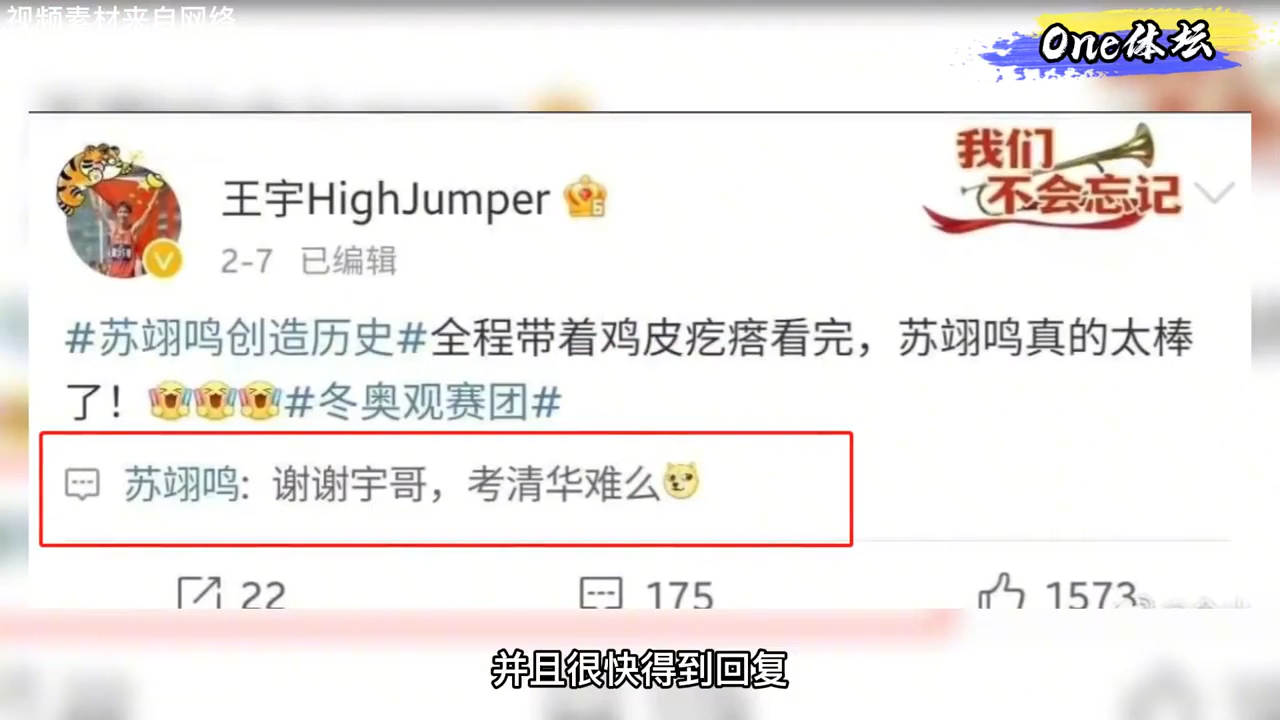 视频素材来自网络
One体坛
王宇HighJumper
我们
不会忘记
2-7 已编辑
#苏翊鸣创造历史#全程带着鸡皮疙瘩看完，苏翊鸣真的太棒
了！#冬奥观赛团#
苏翊鸣：谢谢宇哥，考清华难么
22 175 1573
并且很快得到回复